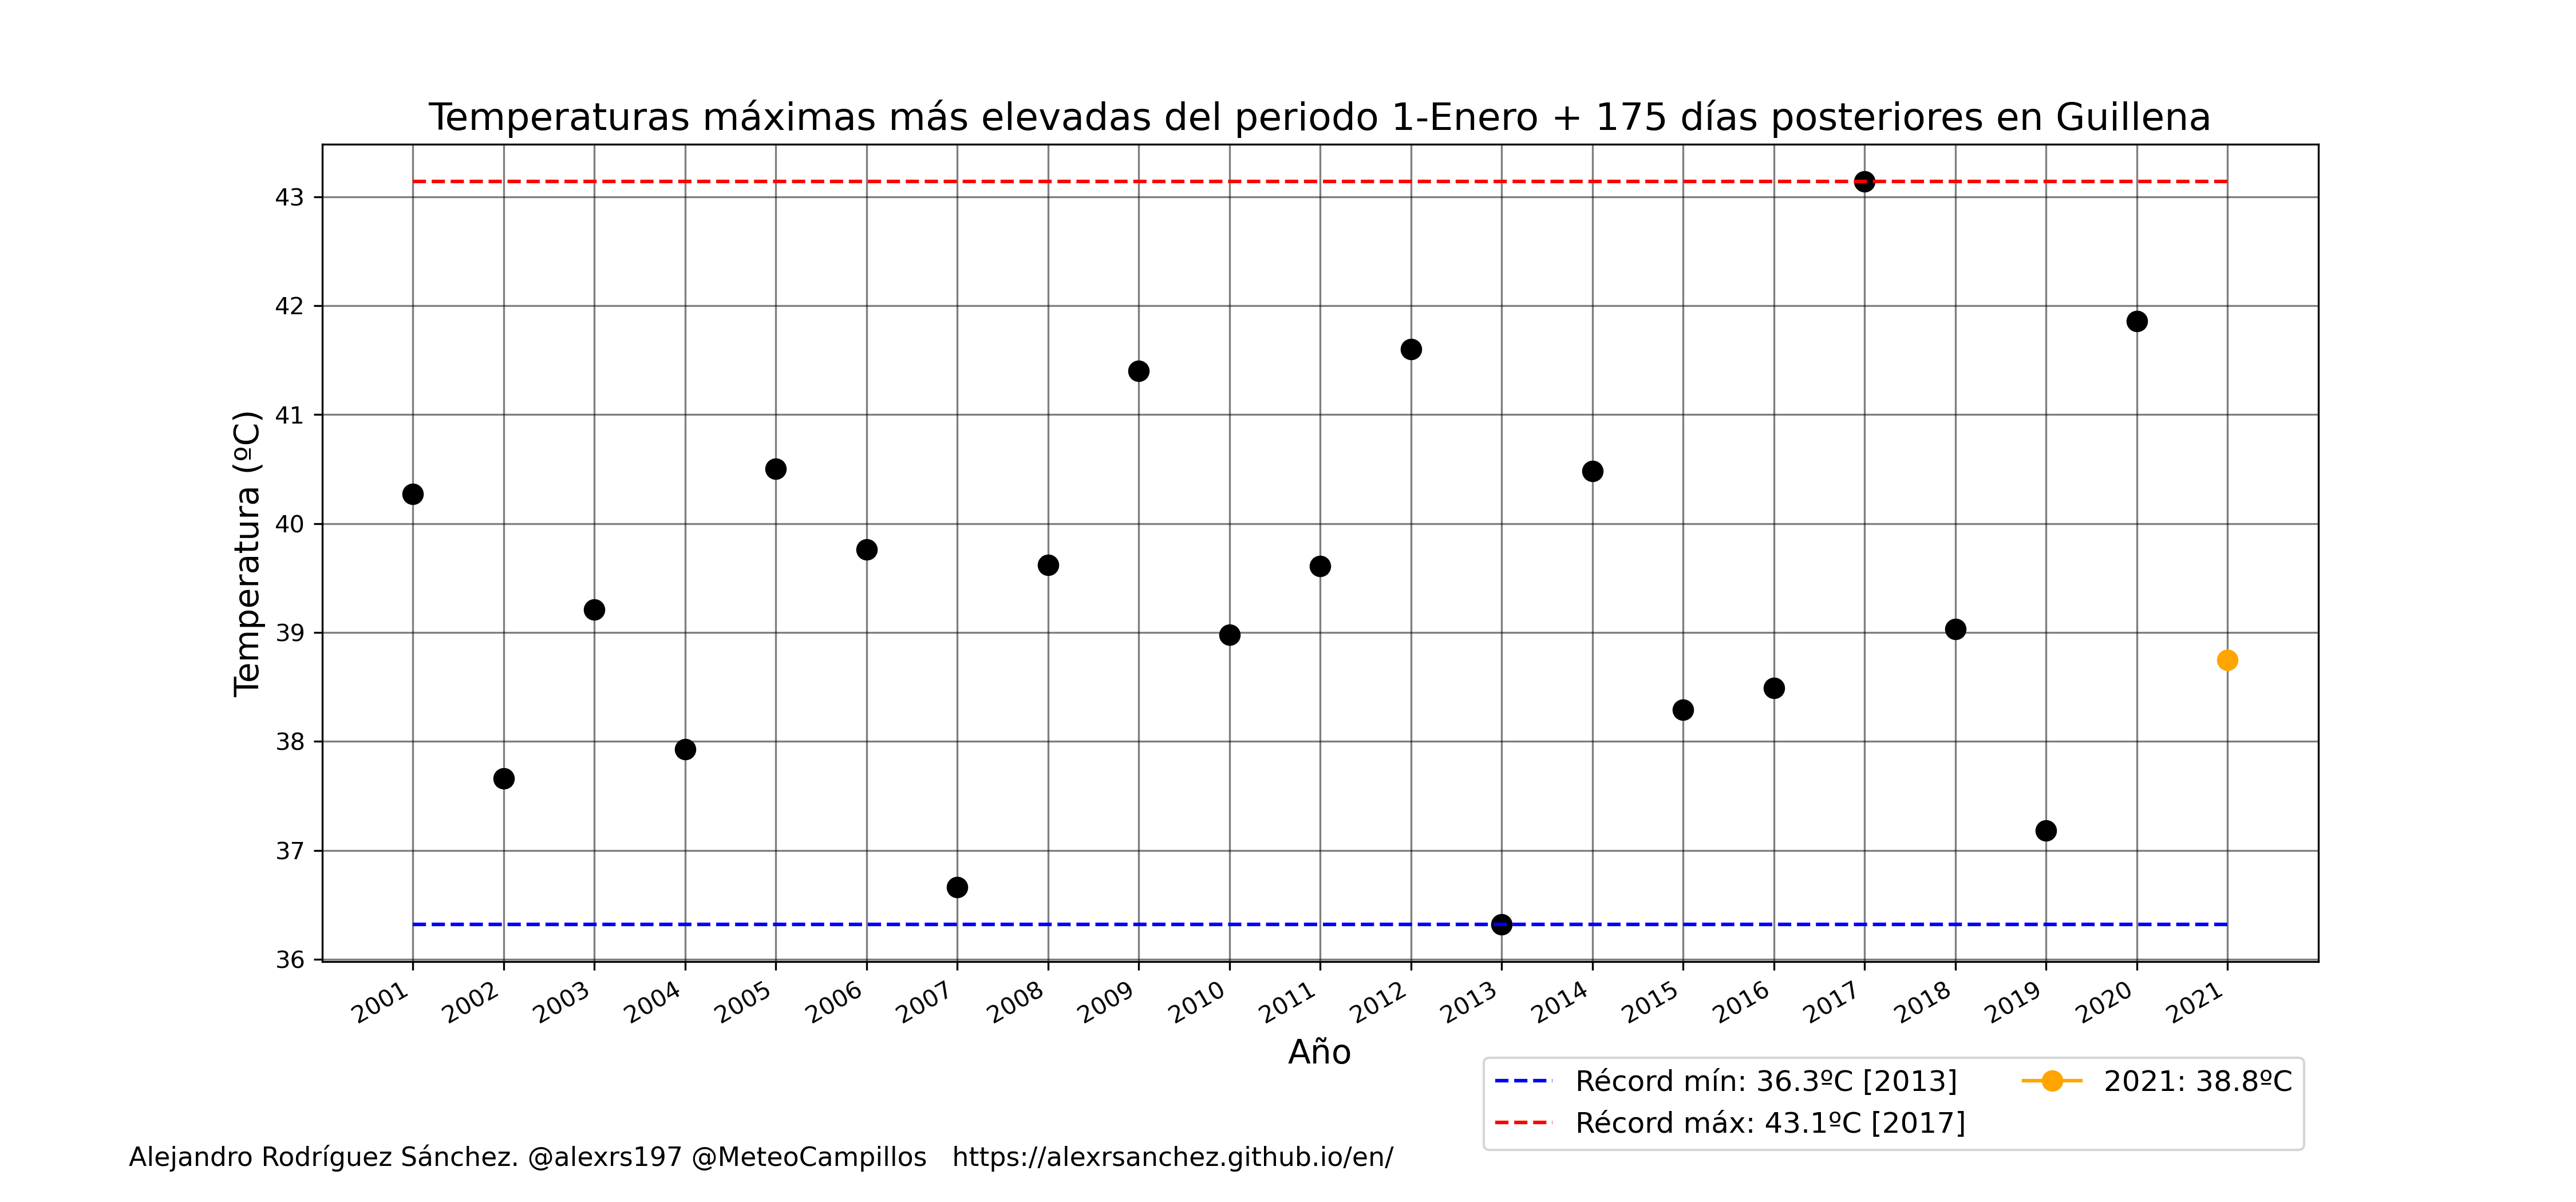 Temperaturas máximas más elevadas del periodo 1-Enero + 175 días posteriores en Guillena
Temperatura (ºC)
43
42
41
40
39
38
37
36
2001 2002 2003 2004 2005 2006 2007 2008 2009 2010 2011 2012 2013 2014 2015 2016 2017 2018 2019 2020 2021
Año
Récord mín: 36.3ºC [2013]
Récord máx: 43.1ºC [2017]
2021: 38.8ºC
Alejandro Rodríguez Sánchez. @alexrs197 @MeteoCampillos https://alexrsanchez.github.io/en/